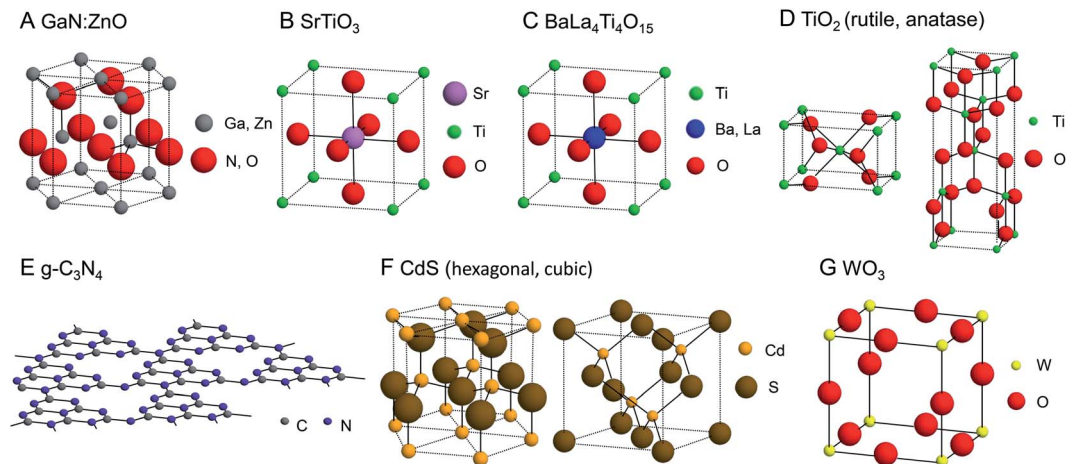 A GaN:ZnO
Ga, Zn
N, O
B SrTiO₃
Sr
Ti
O
C BaLa₄Ti₄O₁₅
Ti
Ba, La
O
D TiO₂ (rutile, anatase)
Ti
O
E g-C₃N₄
C N
F CdS (hexagonal, cubic)
Cd
S
G WO₃
W
O